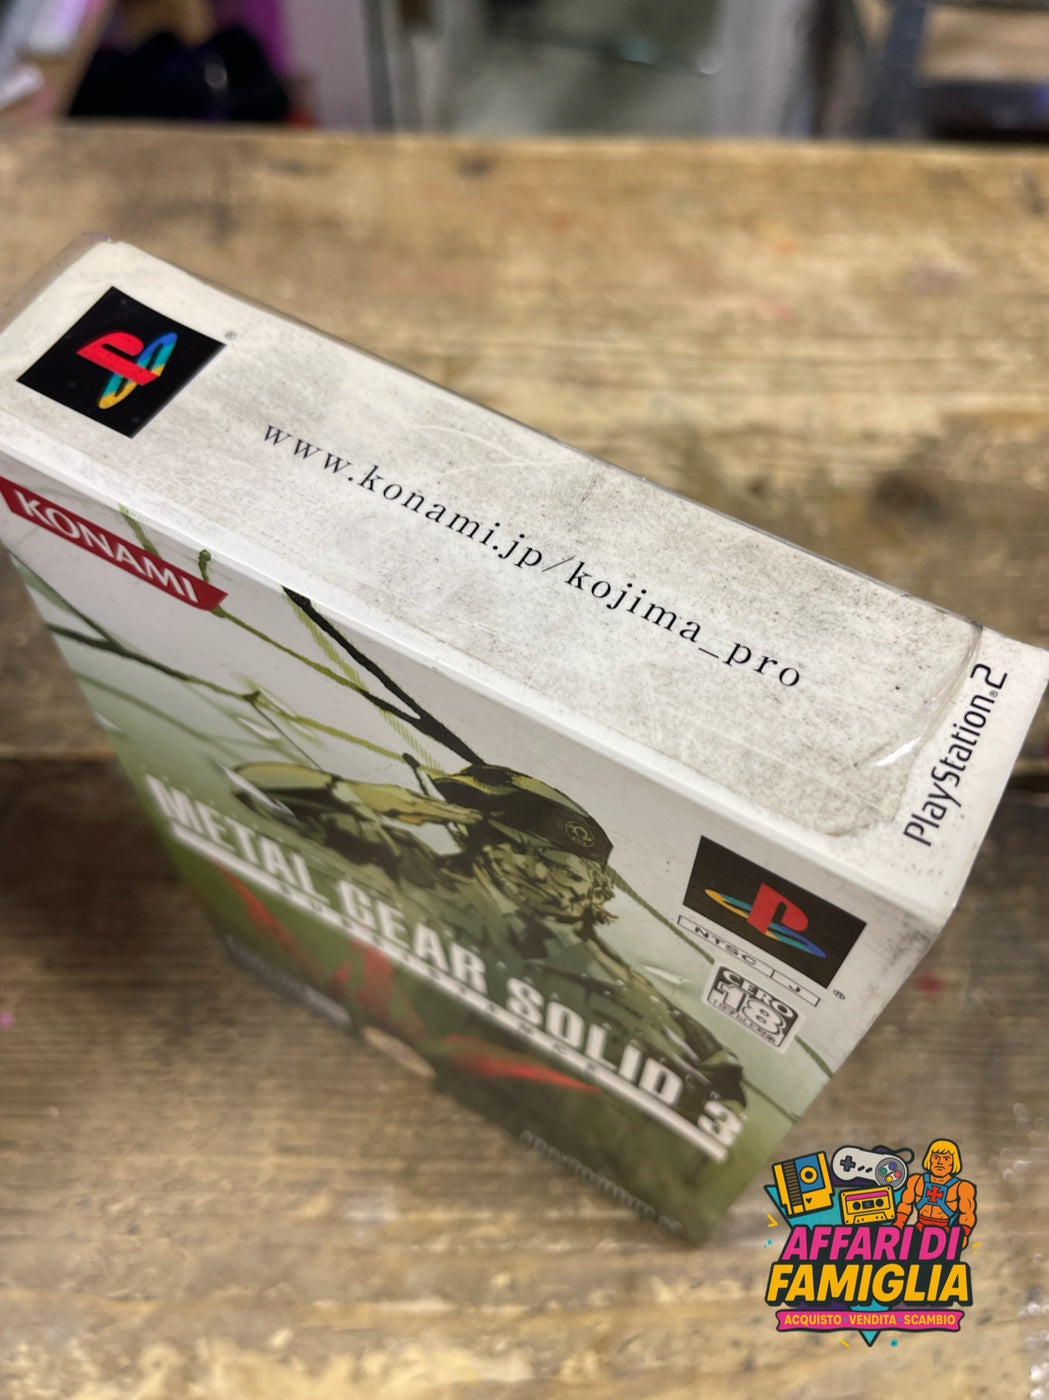 ®
www.konami.jp/kojima_pro
PlayStation®2
KONAMI
METAL GEAR SOLID 3
NTSC J
®
CERO
18
AFFARI DI
FAMIGLIA
ACQUISTO VENDITA SCAMBIO